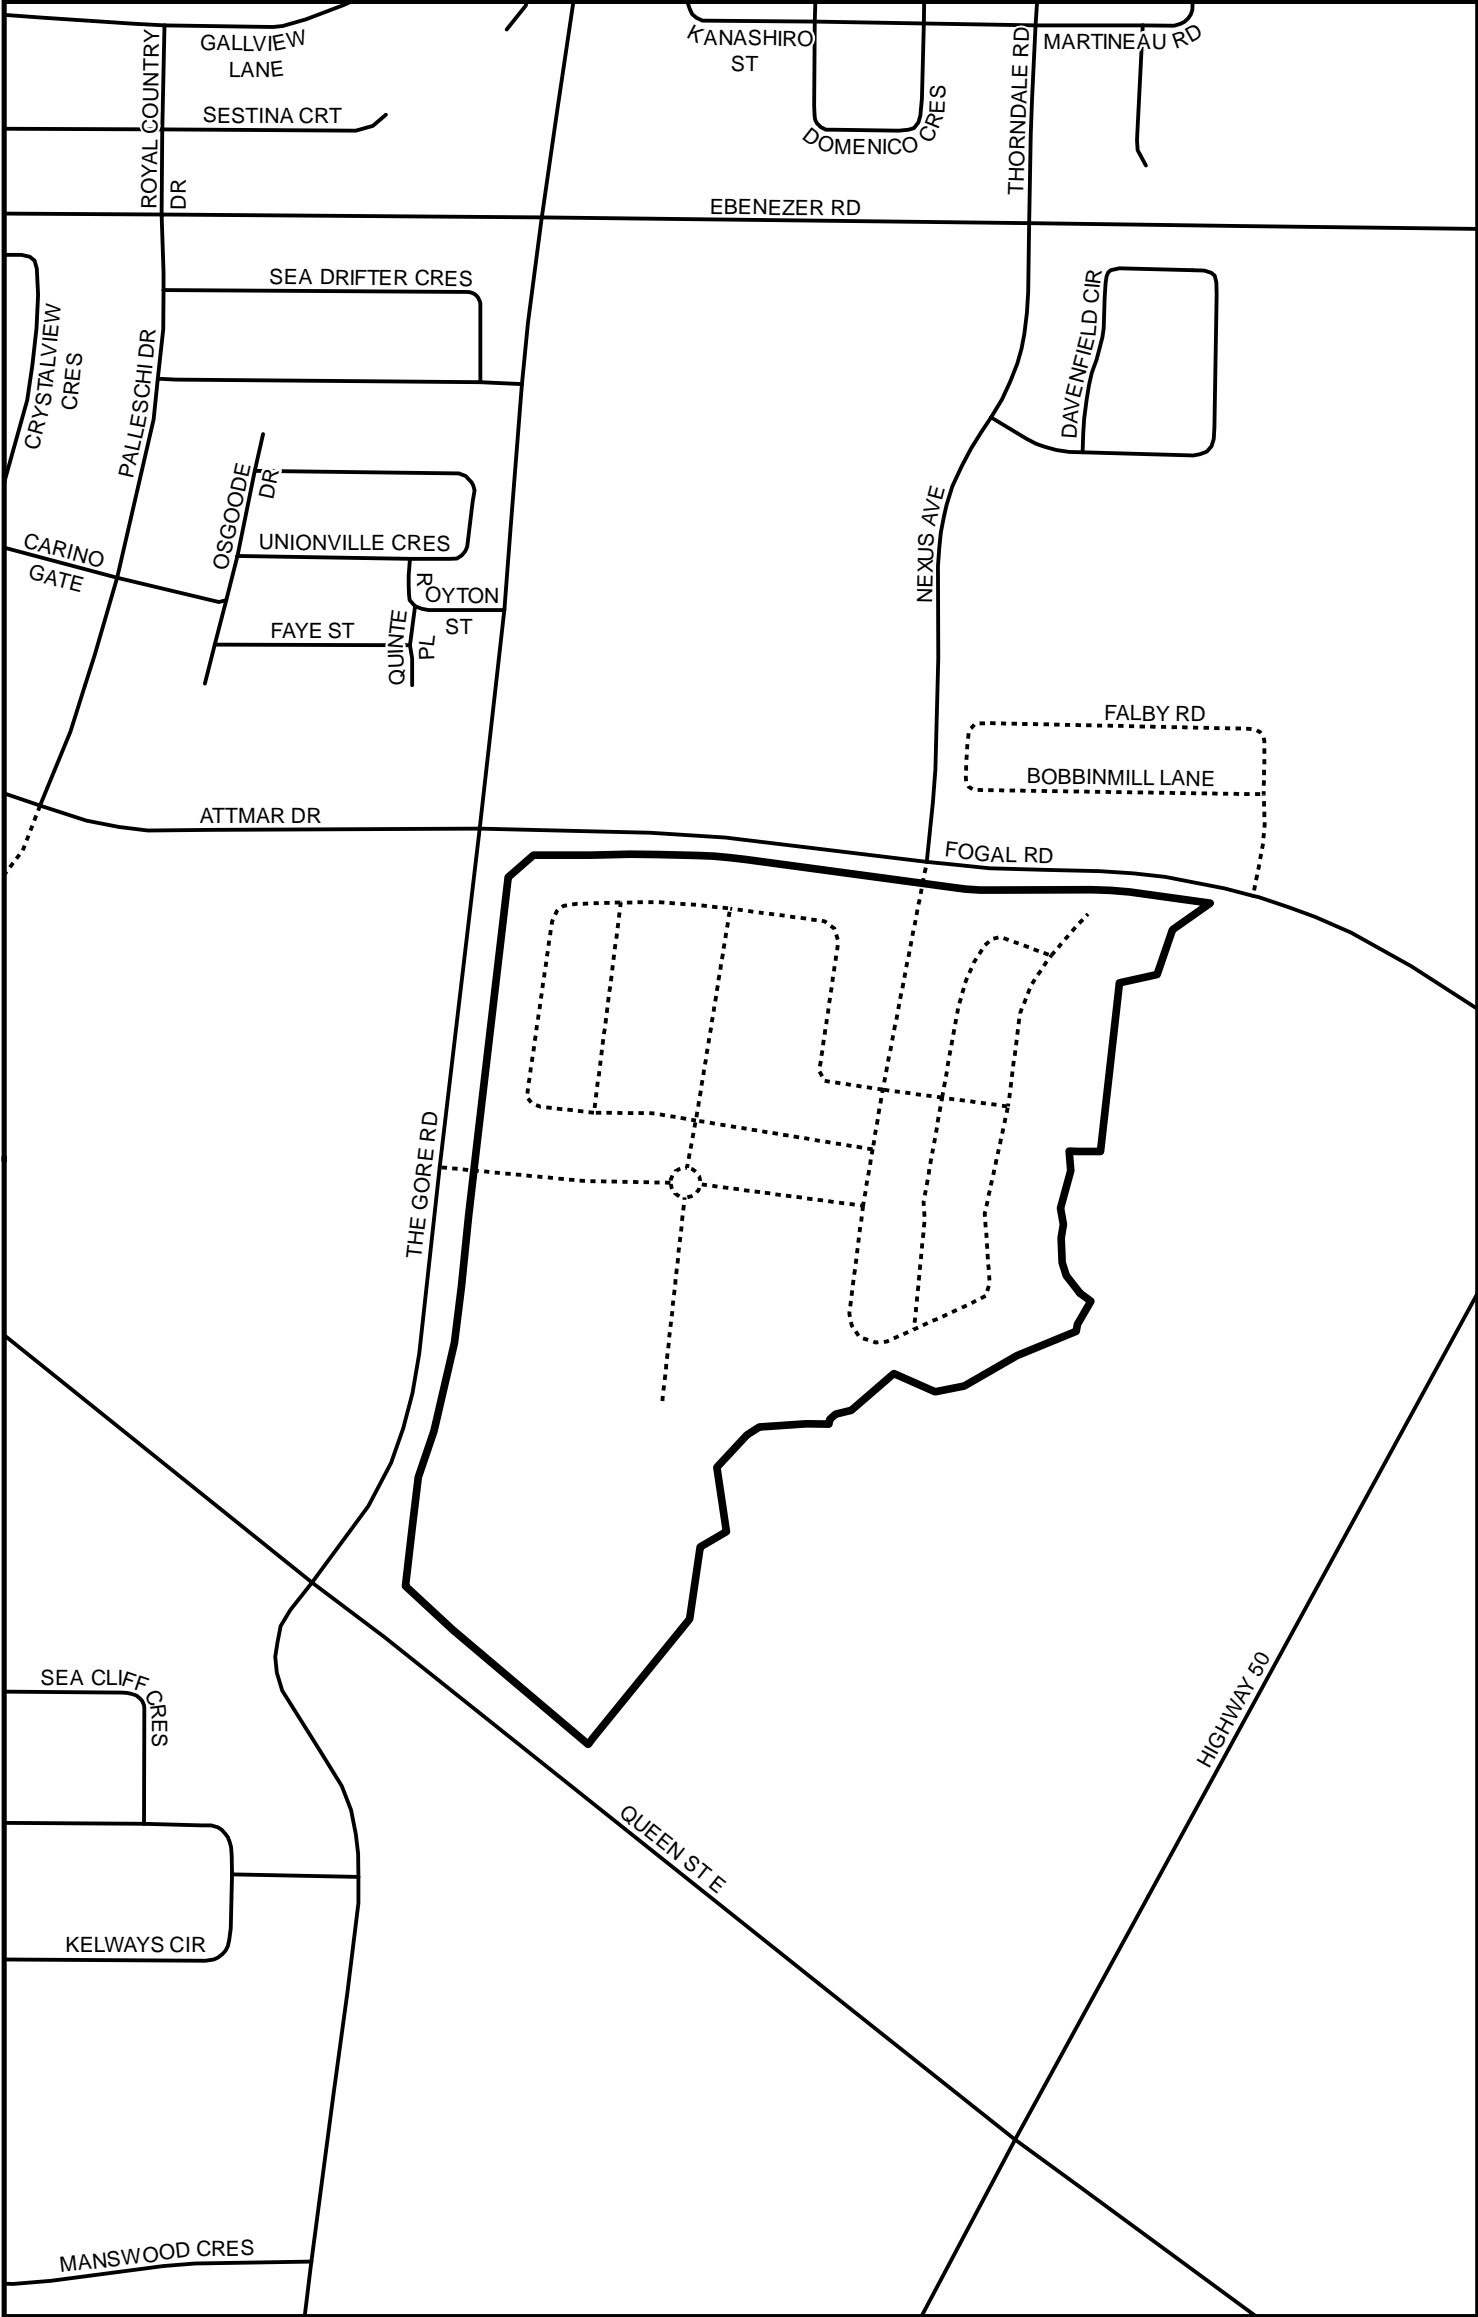 GALLVIEW
LANE
ROYAL COUNTRY
DR
SESTINA CRT
KANASHIRO
ST
DOMENICO CRES
THORNDALE RD
MARTINEAU RD
EBENEZER RD
SEA DRIFTER CRES
CRYSTALVIEW
CRES
PALLESCHI DR
DAVENFIELD CIR
OSGOODE
DR
UNIONVILLE CRES
NEXUS AVE
CARINO
GATE
ROYTON
ST
FAYE ST
QUINTE
PL
FALBY RD
BOBBINMILL LANE
ATTMAR DR
FOGAL RD
THE GORE RD
SEA CLIFF CRES
HIGHWAY 50
QUEEN ST E
KELWAYS CIR
MANSWOOD CRES